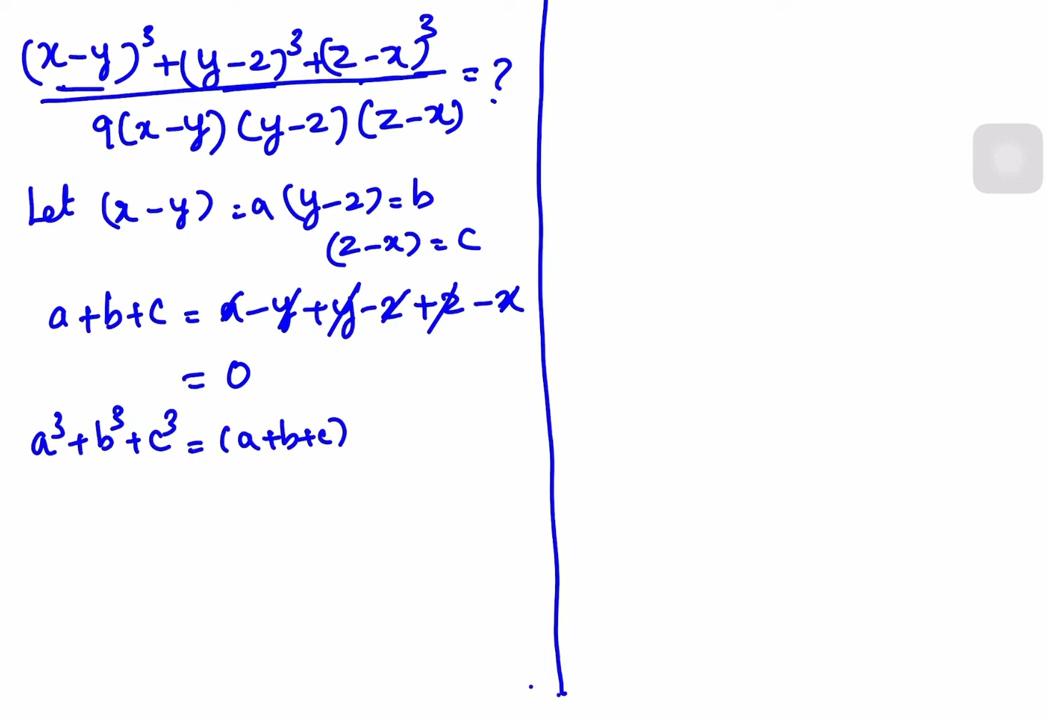 (x-y)³+(y-z)³+(z-x)³
= ?
9(x-y)(y-z)(z-x)
Let (x-y) = a (y-z) = b
(z-x) = c
a+b+c = x-y+y-z+z-x
= 0
a³+b³+c³ = (a+b+c)